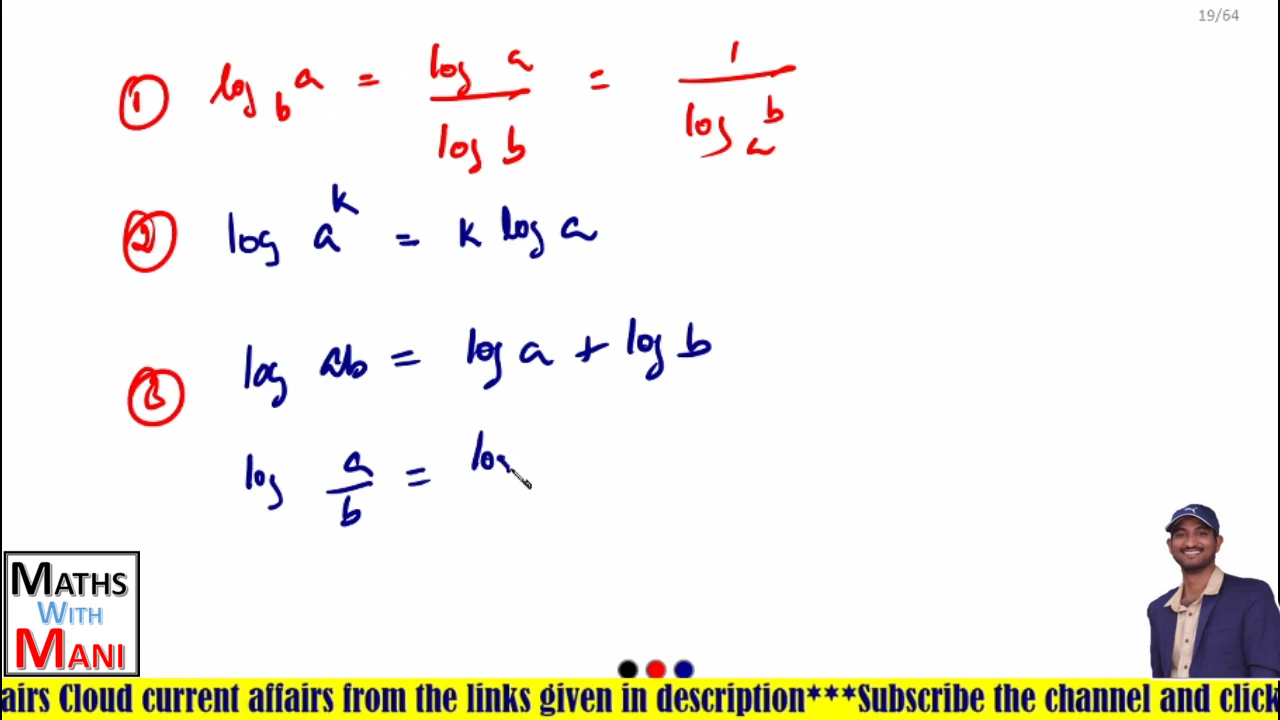 19/64
① log_b a = log a / log b = 1 / log_a b
② log a^k = k log a
③ log ab = log a + log b
log a/b = log
MATHS
WITH
MANI
airs Cloud current affairs from the links given in description***Subscribe the channel and click